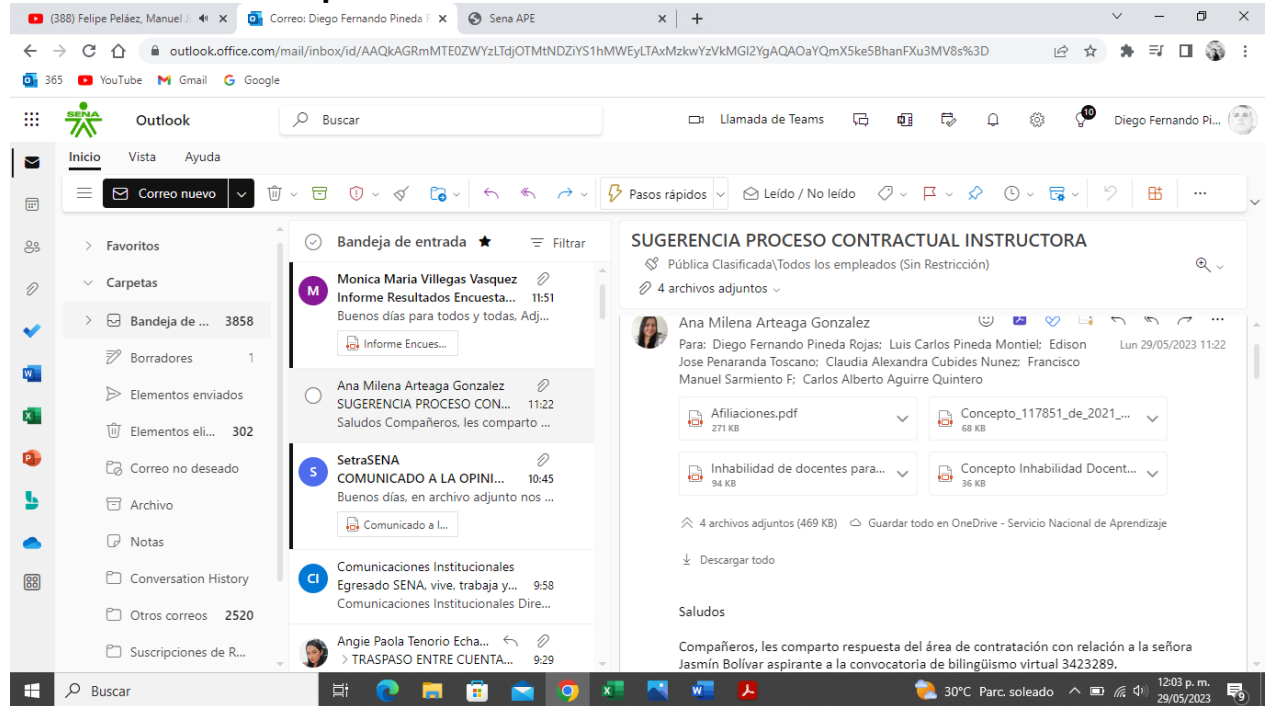 (388) Felipe Peláez, Manuel J
Correo: Diego Fernando Pineda R
Sena APE
outlook.office.com/mail/inbox/id/AAQkAGRmMTE0ZWYzLTdjOTMtNDZiYS1hMWEyLTAxMzkwYzVkMGI2YgAQAOaYQmX5ke5BhanFXu3MV8s%3D
365 YouTube Gmail Google
SENA Outlook Buscar Llamada de Teams 10 Diego Fernando Pi...
Inicio Vista Ayuda
Correo nuevo Pasos rápidos Leído / No leído
Favoritos
Carpetas
Bandeja de ... 3858
Borradores 1
Elementos enviados
Elementos eli... 302
Correo no deseado
Archivo
Notas
Conversation History
Otros correos 2520
Suscripciones de R...
Bandeja de entrada Filtrar
M
Monica Maria Villegas Vasquez
Informe Resultados Encuesta... 11:51
Buenos días para todos y todas, Adj...
Informe Encues...
Ana Milena Arteaga Gonzalez
SUGERENCIA PROCESO CON... 11:22
Saludos Compañeros, les comparto ...
S
SetraSENA
COMUNICADO A LA OPINI... 10:45
Buenos días, en archivo adjunto nos ...
Comunicado a l...
CI
Comunicaciones Institucionales
Egresado SENA, vive, trabaja y... 9:58
Comunicaciones Institucionales Dire...
Angie Paola Tenorio Echa...
> TRASPASO ENTRE CUENTA... 9:29
SUGERENCIA PROCESO CONTRACTUAL INSTRUCTORA
Pública Clasificada\Todos los empleados (Sin Restricción)
4 archivos adjuntos
Ana Milena Arteaga Gonzalez
Para: Diego Fernando Pineda Rojas; Luis Carlos Pineda Montiel; Edison Lun 29/05/2023 11:22
Jose Penaranda Toscano; Claudia Alexandra Cubides Nunez; Francisco
Manuel Sarmiento F; Carlos Alberto Aguirre Quintero
Afiliaciones.pdf
271 KB
Concepto_117851_de_2021_...
68 KB
Inhabilidad de docentes para...
94 KB
Concepto Inhabilidad Docent...
36 KB
4 archivos adjuntos (469 KB) Guardar todo en OneDrive - Servicio Nacional de Aprendizaje
Descargar todo
Saludos
Compañeros, les comparto respuesta del área de contratación con relación a la señora
Jasmín Bolívar aspirante a la convocatoria de bilingüismo virtual 3423289.
Buscar
30°C Parc. soleado
12:03 p. m.
29/05/2023
9